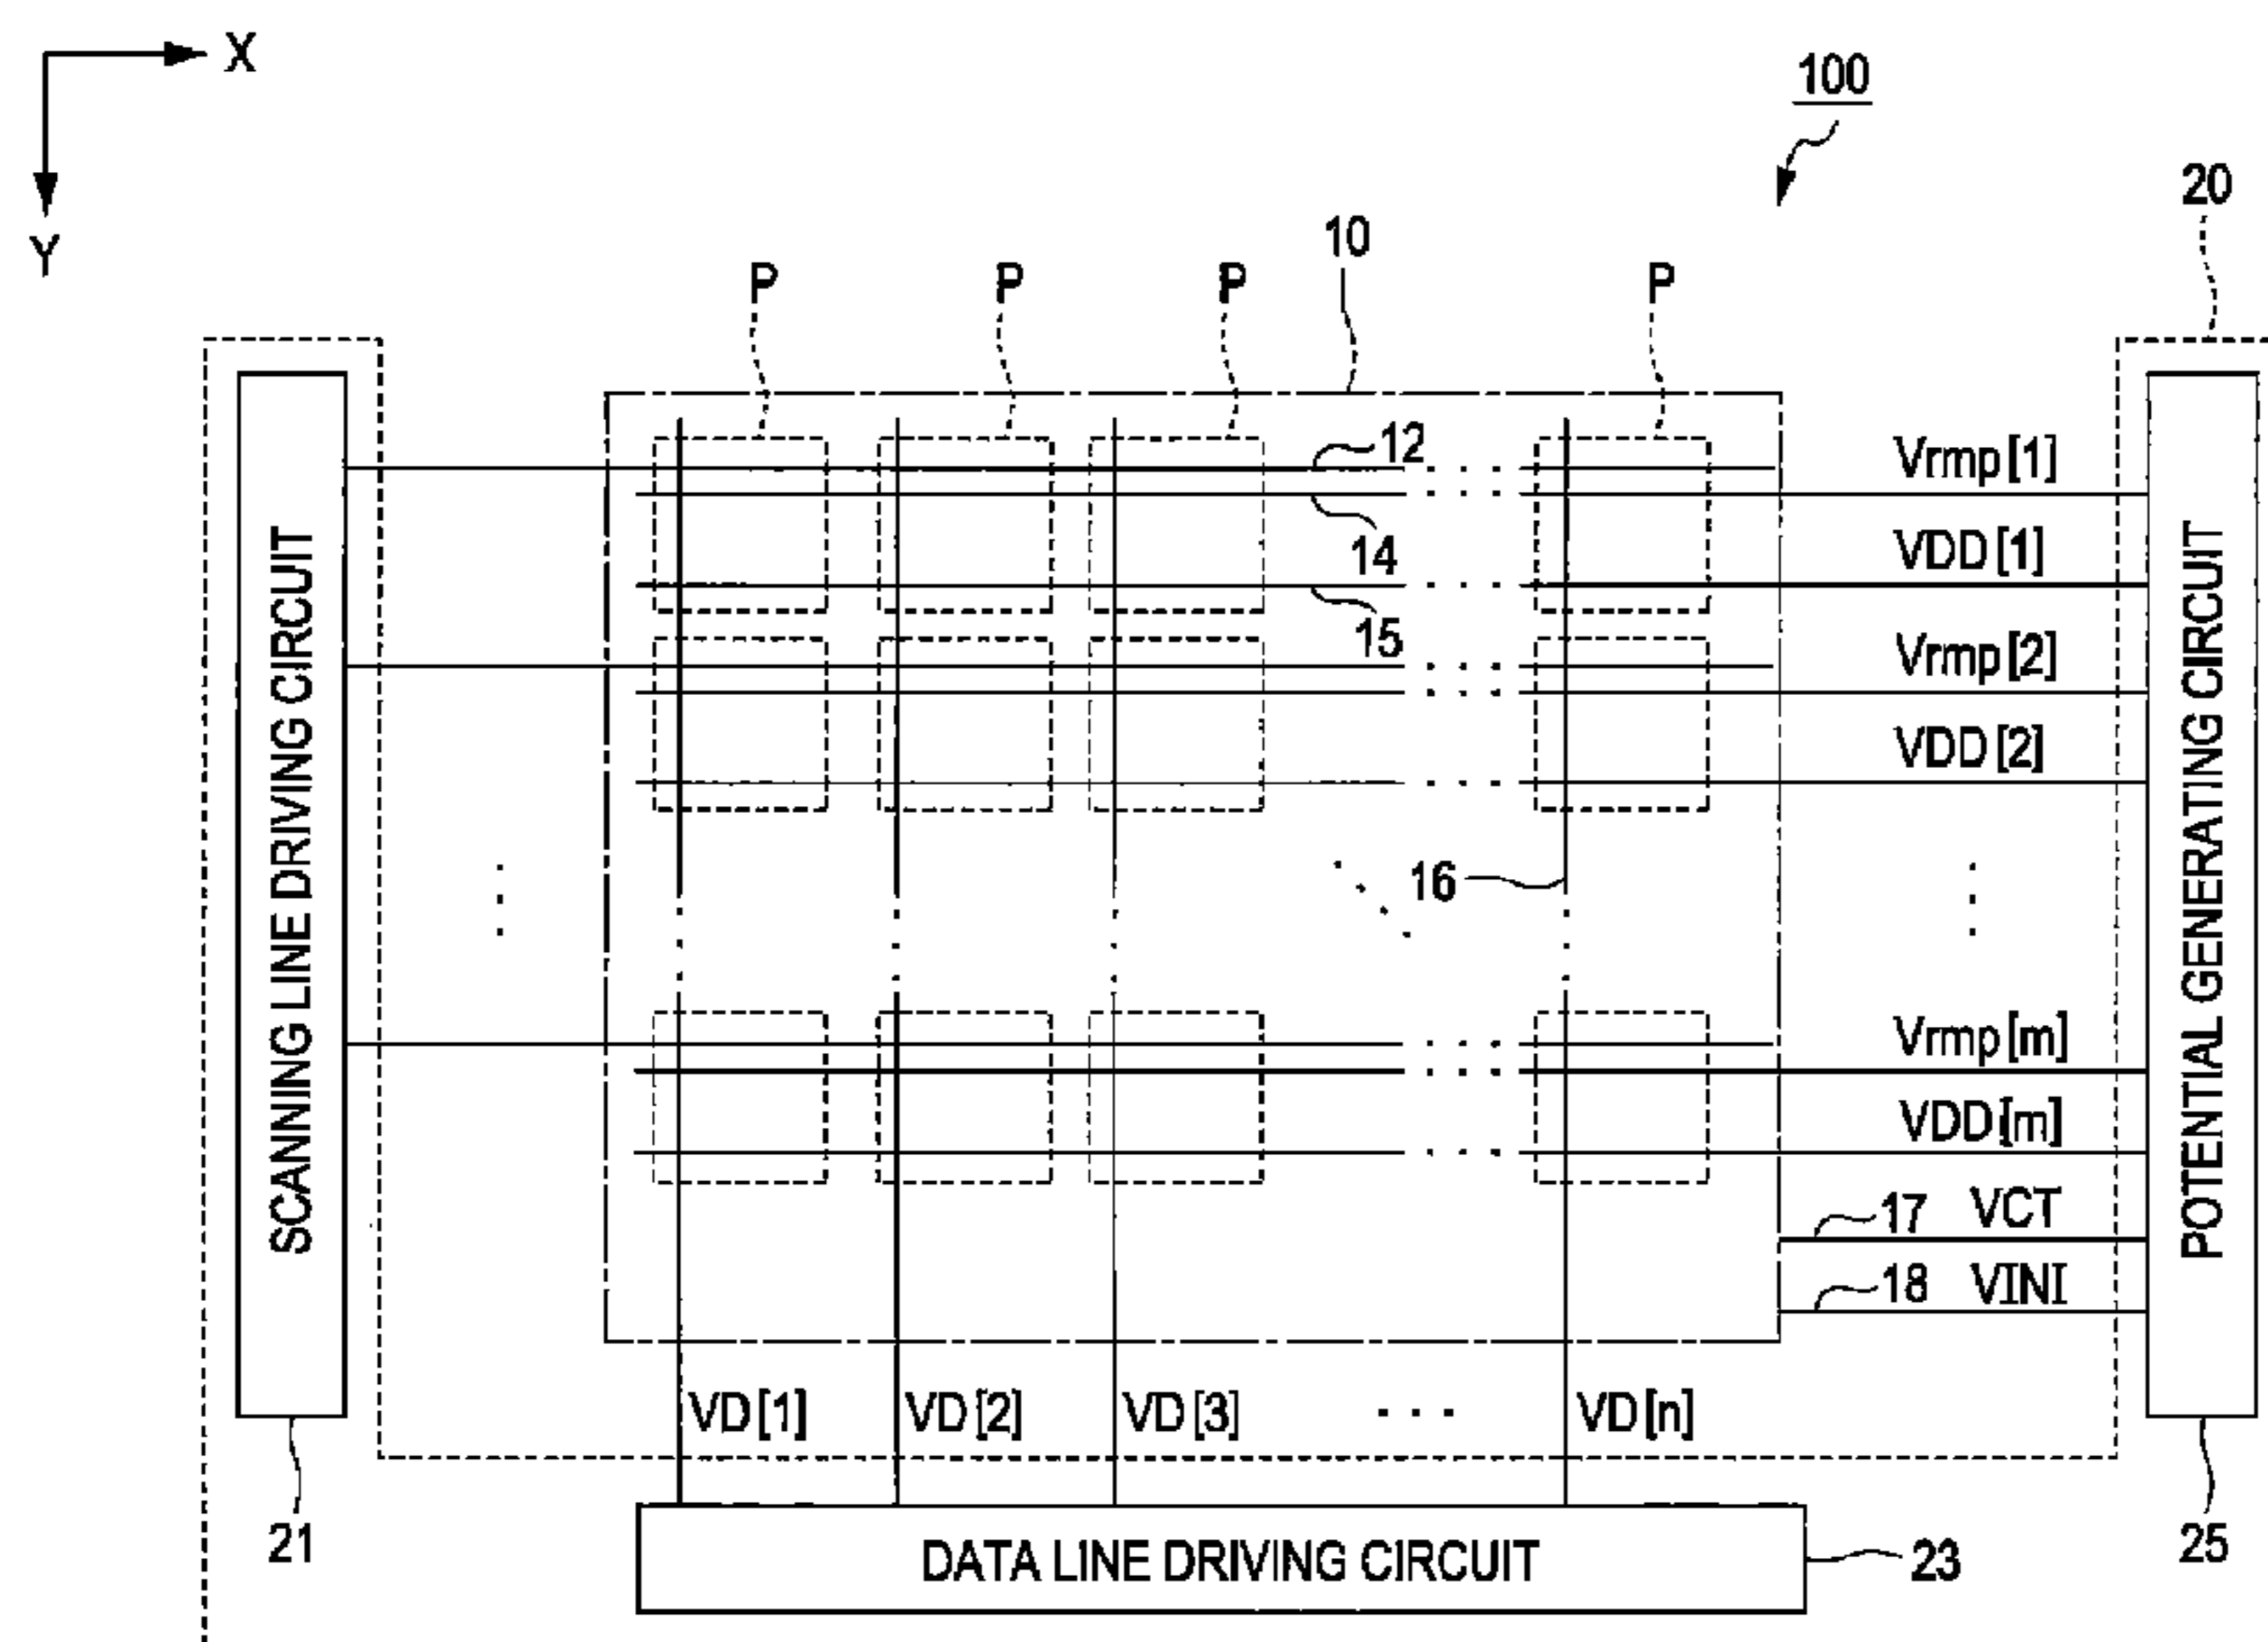 X
Y
100
20
10
P P P P
12
14
15
Vrmp[1]
VDD[1]
Vrmp[2]
VDD[2]
16
Vrmp[m]
VDD[m]
17 VCT
18 VINI
SCANNING LINE DRIVING CIRCUIT
POTENTIAL GENERATING CIRCUIT
VD[1] VD[2] VD[3] . . . VD[n]
21
25
DATA LINE DRIVING CIRCUIT
23